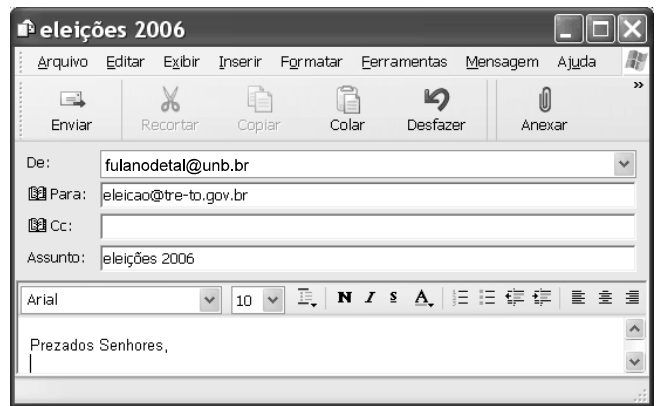 eleições 2006
Arquivo Editar Exibir Inserir Formatar Ferramentas Mensagem Ajuda
Enviar Recortar Copiar Colar Desfazer Anexar »
De: fulanodetal@unb.br
Para: eleicao@tre-to.gov.br
Cc:
Assunto: eleições 2006
Arial 10 N I S A
Prezados Senhores,